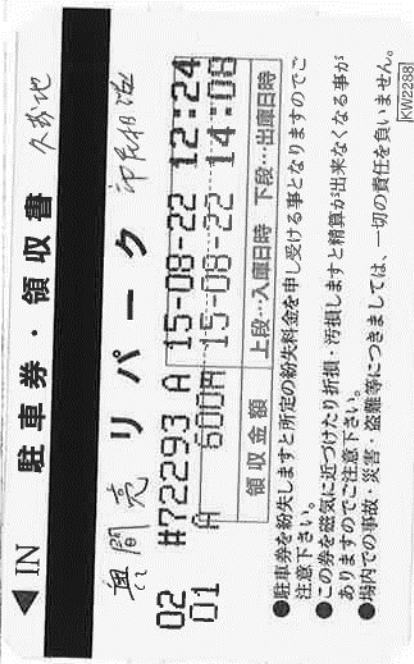 ◀ IN 駐車券・領収書
リパーク
02 #72293 A 15-08-22 12:24
01 A 600円 15-08-22 14:08
領収金額 上段…入庫日時 下段…出庫日時
●駐車券を紛失しますと所定の紛失料金を申し受ける事となりますのでご
注意下さい。
●この券を磁気に近づけたり折損・汚損しますと精算が出来なくなる事が
ありますのでご注意下さい。
●場内での事故・災害・盗難等につきましては、一切の責任を負いません。
KW2288